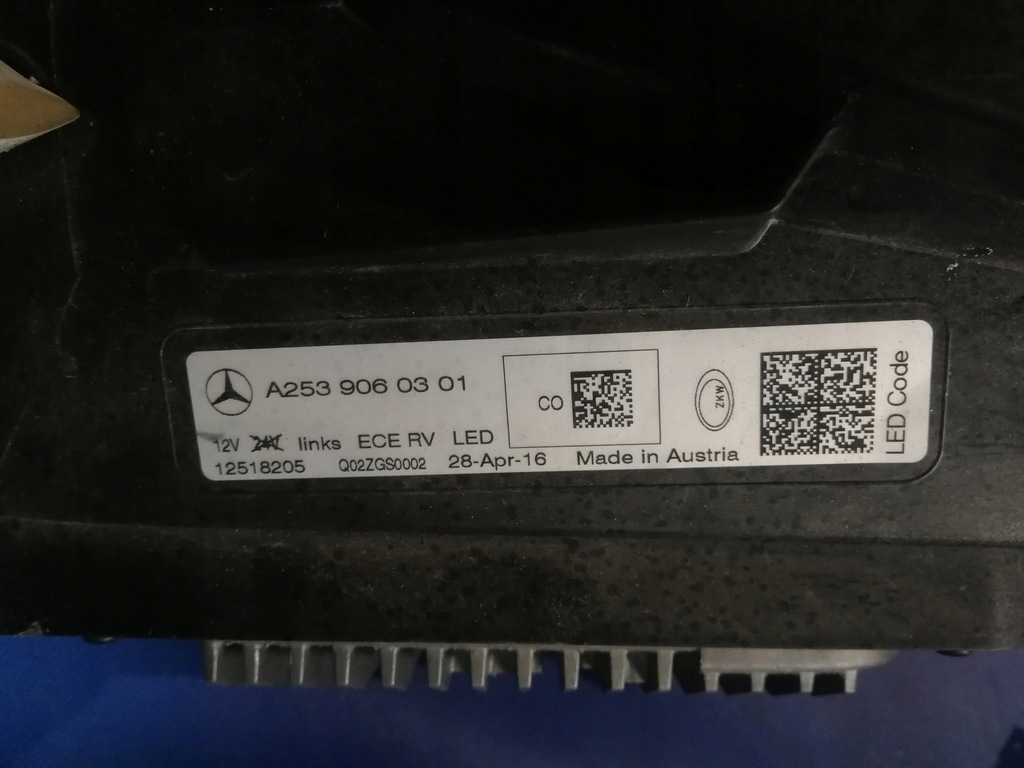 A253 906 03 01
CO
ZKW
LED Code
12V 24V links ECE RV LED
12518205 Q02ZGS0002 28-Apr-16 Made in Austria